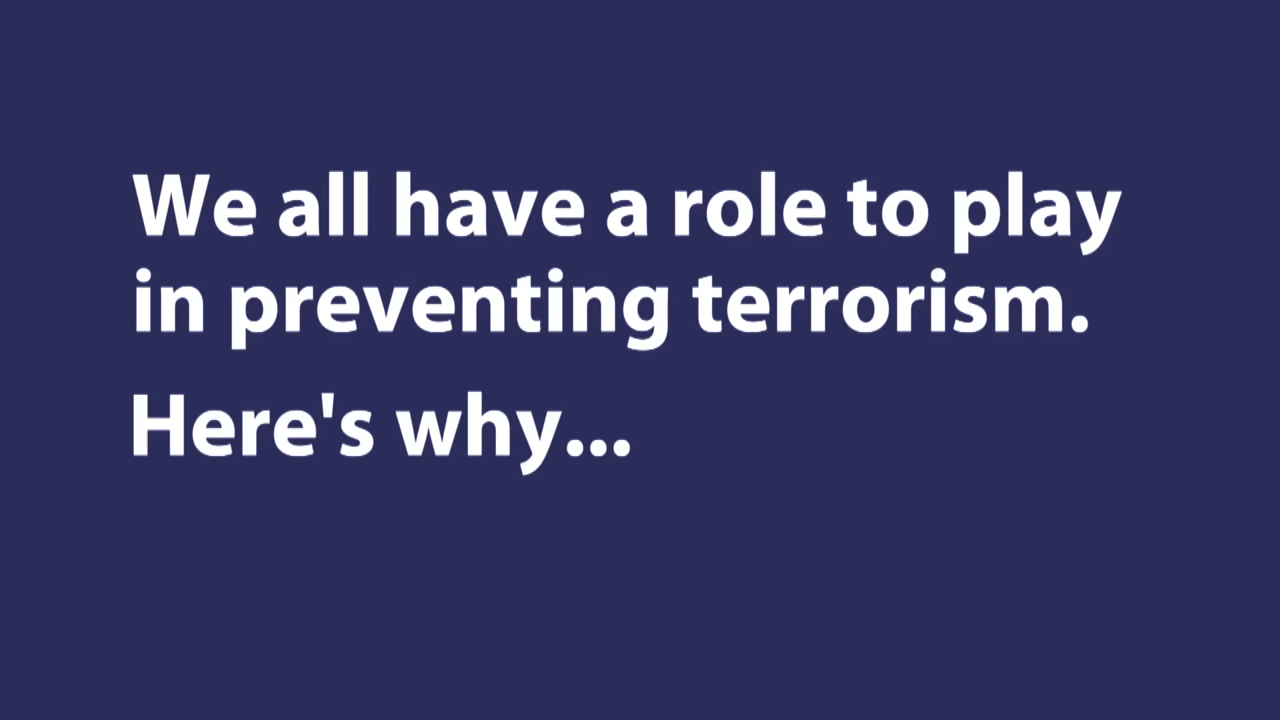 We all have a role to play
in preventing terrorism.
Here's why...